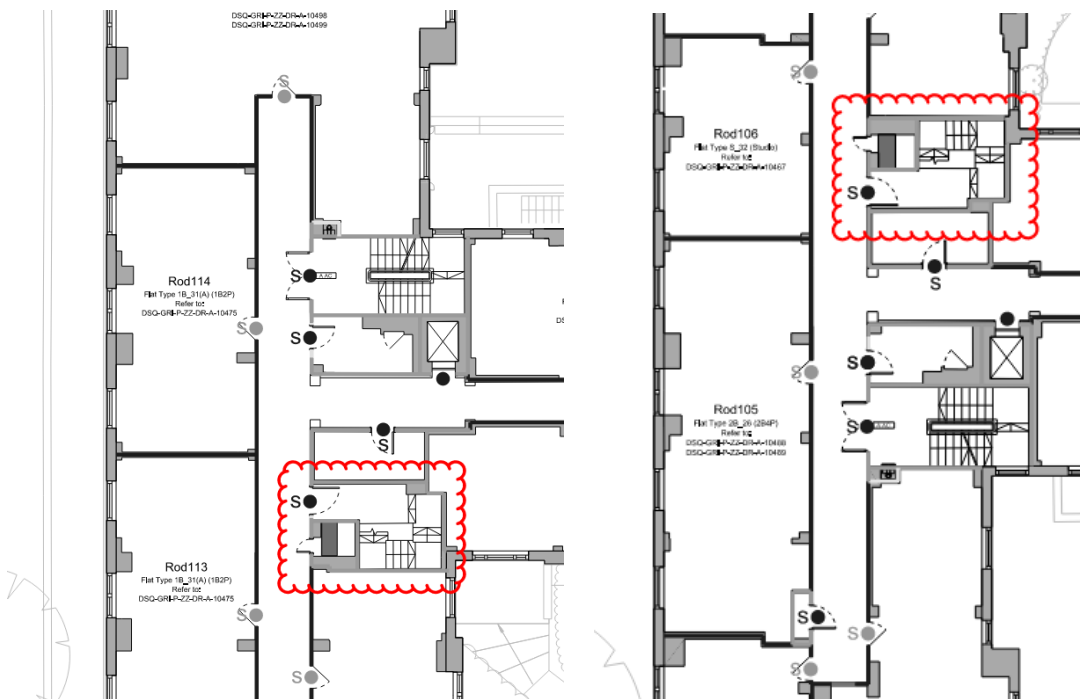 DSQ-GRI-P-ZZ-DR-A-10498
DSQ-GRI-P-ZZ-DR-A-10499
S
Rod114
Flat Type 1B_31(A) (1B2P)
Refer to:
DSQ-GRI-P-ZZ-DR-A-10475
S
S
A AC
S
S
S
Rod113
Flat Type 1B_31(A) (1B2P)
Refer to:
DSQ-GRI-P-ZZ-DR-A-10475
S
S
S
Rod106
Flat Type S_32 (Studio)
Refer to:
DSQ-GRI-P-ZZ-DR-A-10467
S
S
S
S
Rod105
Flat Type 2B_26 (2B4P)
Refer to:
DSQ-GRI-P-ZZ-DR-A-10488
DSQ-GRI-P-ZZ-DR-A-10489
S
A AC
S
S
S